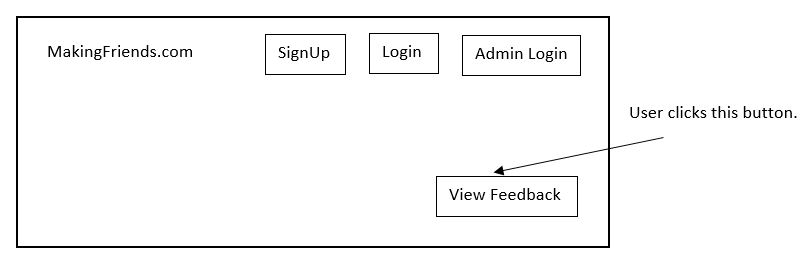 MakingFriends.com
SignUp
Login
Admin Login
User clicks this button.
View Feedback